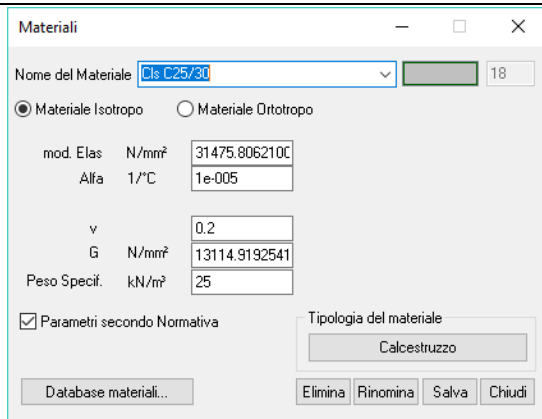 Materiali
Nome del Materiale Cls C25/30 18
Materiale Isotropo Materiale Ortotropo
mod. Elas N/mm² 31475.8062100
Alfa 1/°C 1e-005
ν 0.2
G N/mm² 13114.9192541
Peso Specif. kN/m³ 25
Parametri secondo Normativa Tipologia del materiale
Calcestruzzo
Database materiali... Elimina Rinomina Salva Chiudi